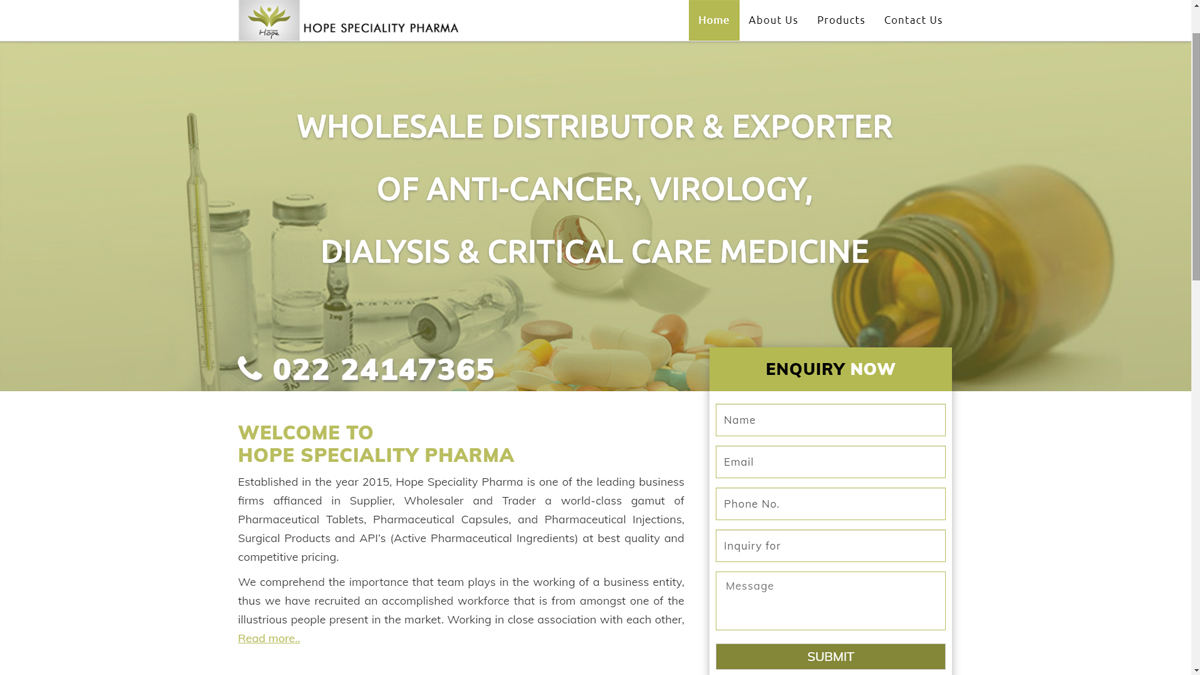 Hope
HOPE SPECIALITY PHARMA
Home
About Us
Products
Contact Us
WHOLESALE DISTRIBUTOR & EXPORTER
OF ANTI-CANCER, VIROLOGY,
DIALYSIS & CRITICAL CARE MEDICINE
022 24147365
WELCOME TO
HOPE SPECIALITY PHARMA
Established in the year 2015, Hope Speciality Pharma is one of the leading business
firms affianced in Supplier, Wholesaler and Trader a world-class gamut of
Pharmaceutical Tablets, Pharmaceutical Capsules, and Pharmaceutical Injections,
Surgical Products and API's (Active Pharmaceutical Ingredients) at best quality and
competitive pricing.
We comprehend the importance that team plays in the working of a business entity,
thus we have recruited an accomplished workforce that is from amongst one of the
illustrious people present in the market. Working in close association with each other,
Read more..
ENQUIRY NOW
Name
Email
Phone No.
Inquiry for
Message
SUBMIT